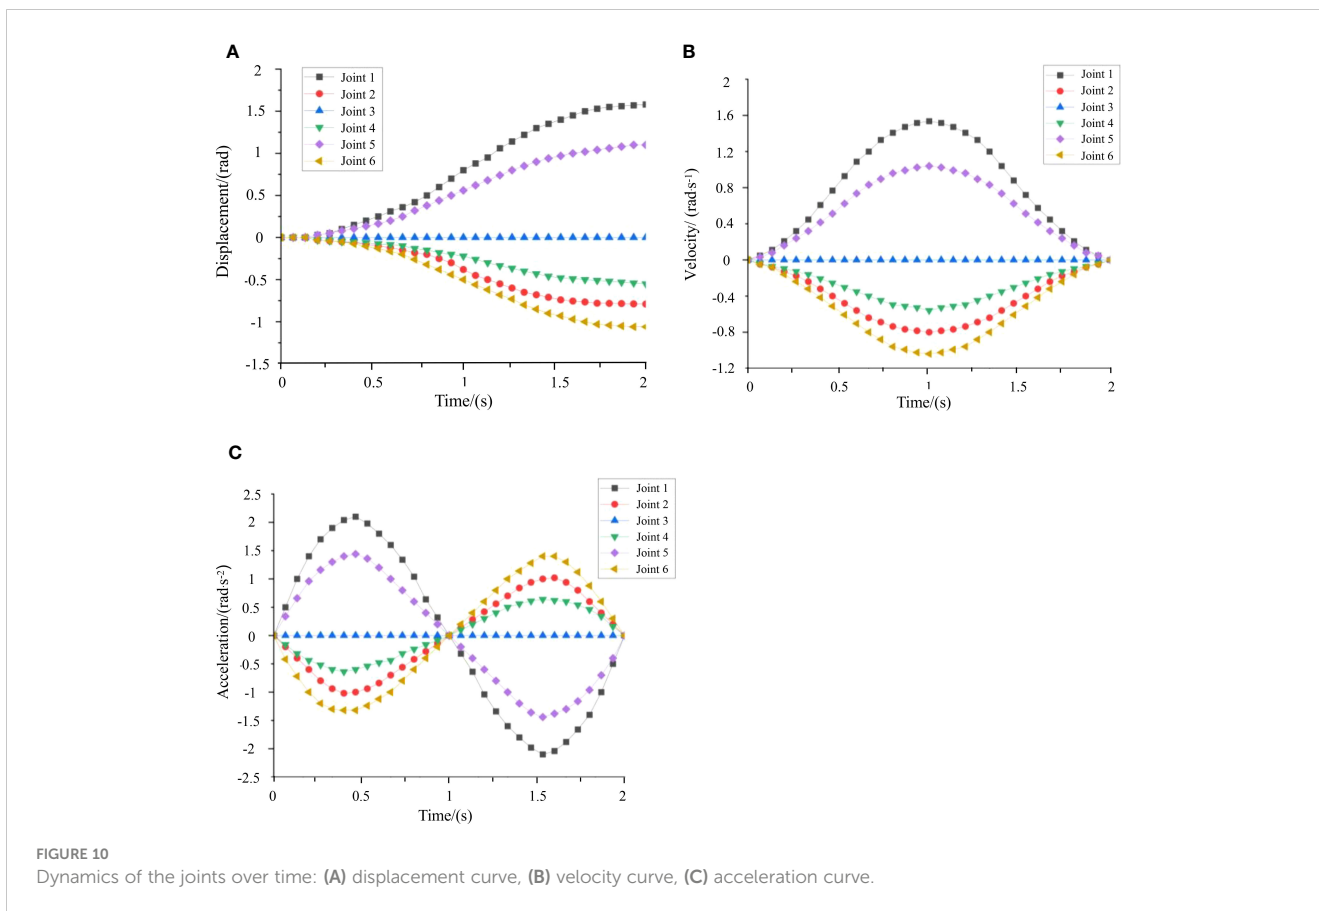 A
2
1.5
1
0.5
0
-0.5
-1
-1.5
Displacement/(rad)
Joint 1
Joint 2
Joint 3
Joint 4
Joint 5
Joint 6
0 0.5 1 1.5 2
Time/(s)
B
2
1.6
1.2
0.8
0.4
0
-0.4
-0.8
-1.2
Velocity/ (rad·s-1)
Joint 1
Joint 2
Joint 3
Joint 4
Joint 5
Joint 6
0 0.5 1 1.5 2
Time/(s)
C
2.5
2
1.5
1
0.5
0
-0.5
-1
-1.5
-2
-2.5
Acceleration/(rad·s-2)
Joint 1
Joint 2
Joint 3
Joint 4
Joint 5
Joint 6
0 0.5 1 1.5 2
Time/(s)
FIGURE 10
Dynamics of the joints over time: (A) displacement curve, (B) velocity curve, (C) acceleration curve.